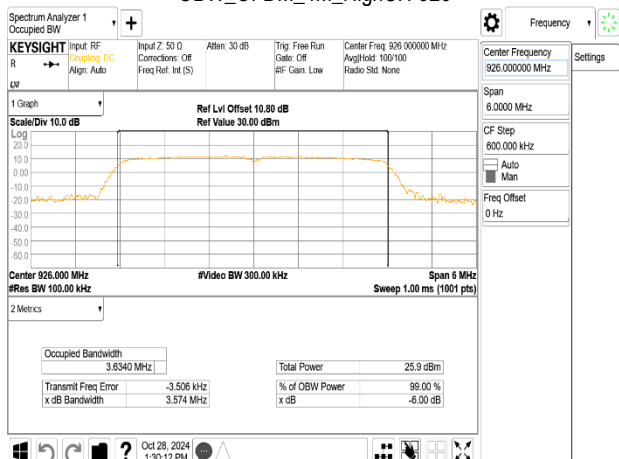 Spectrum Analyzer 1
Occupied BW
Frequency
KEYSIGHT
R
Input: RF
Coupling: DC
Align: Auto
Input Z: 50 Ω
Corrections: Off
Freq Ref: Int (S)
Atten: 30 dB
Trig: Free Run
Gate: Off
#IF Gain: Low
Center Freq: 926.000000 MHz
Avg|Hold: 100/100
Radio Std: None
Center Frequency
926.000000 MHz
Settings
Span
6.0000 MHz
CF Step
600.000 kHz
Auto
Man
Freq Offset
0 Hz
1 Graph
Scale/Div 10.0 dB
Ref Lvl Offset 10.80 dB
Ref Value 30.00 dBm
Log
20.0
10.0
0.00
-10.0
-20.0
-30.0
-40.0
-50.0
-60.0
Center 926.000 MHz
#Video BW 300.00 kHz
Span 6 MHz
#Res BW 100.00 kHz
Sweep 1.00 ms (1001 pts)
2 Metrics
Occupied Bandwidth
3.6340 MHz
Total Power 25.9 dBm
Transmit Freq Error -3.506 kHz
% of OBW Power 99.00 %
x dB Bandwidth 3.574 MHz
x dB -6.00 dB
?
Oct 28, 2024
1:30:12 PM